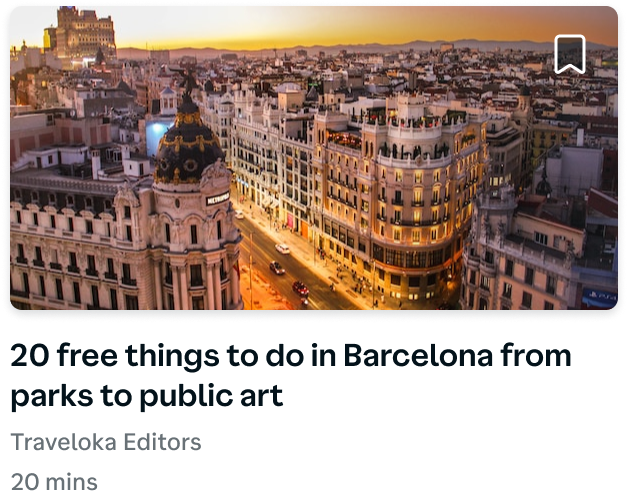 METROPOLIS
20 free things to do in Barcelona from
parks to public art
Traveloka Editors
20 mins